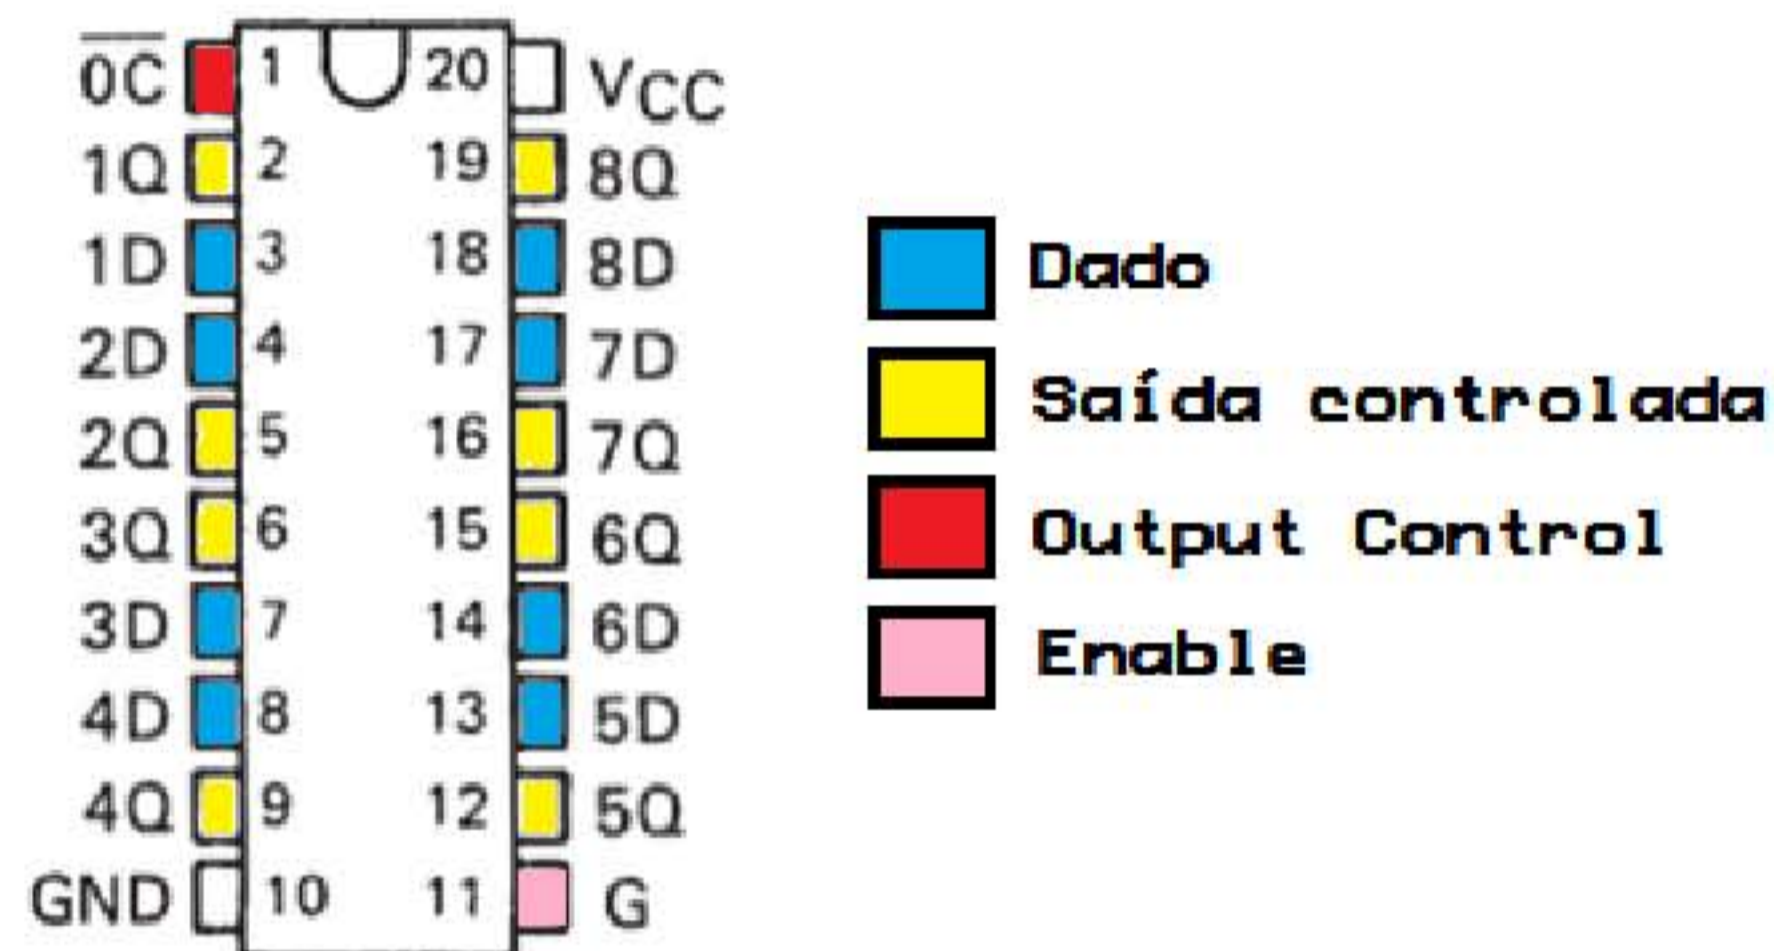 0C 1 20 VCC
1Q 2 19 8Q
1D 3 18 8D
2D 4 17 7D
2Q 5 16 7Q
3Q 6 15 6Q
3D 7 14 6D
4D 8 13 5D
4Q 9 12 5Q
GND 10 11 G
Dado
Saída controlada
Output Control
Enable